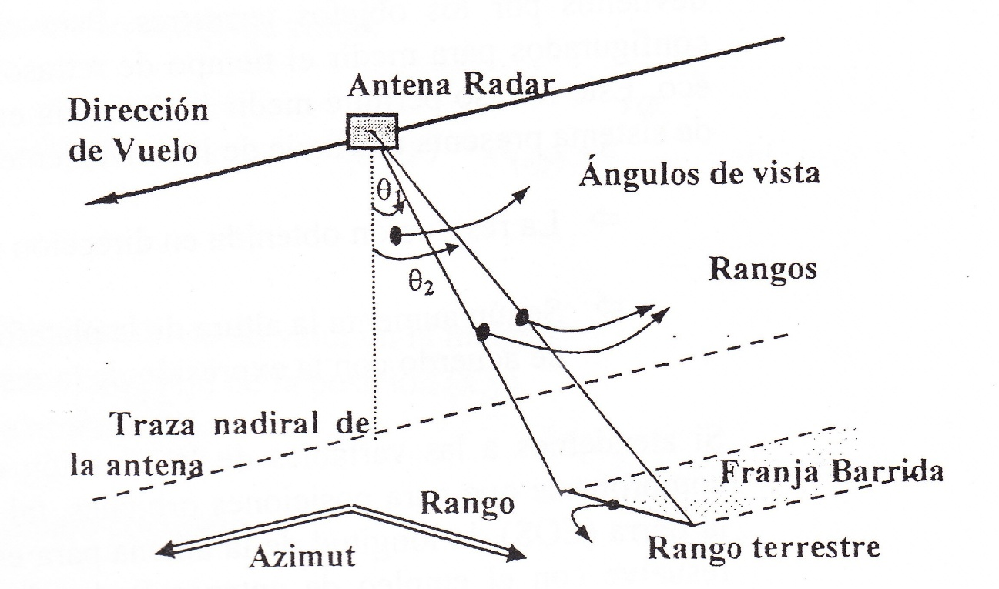 Antena Radar
Dirección
de Vuelo
Ángulos de vista
θ1
θ2
Rangos
Traza nadiral de
la antena
Franja Barrida
Rango
Azimut
Rango terrestre